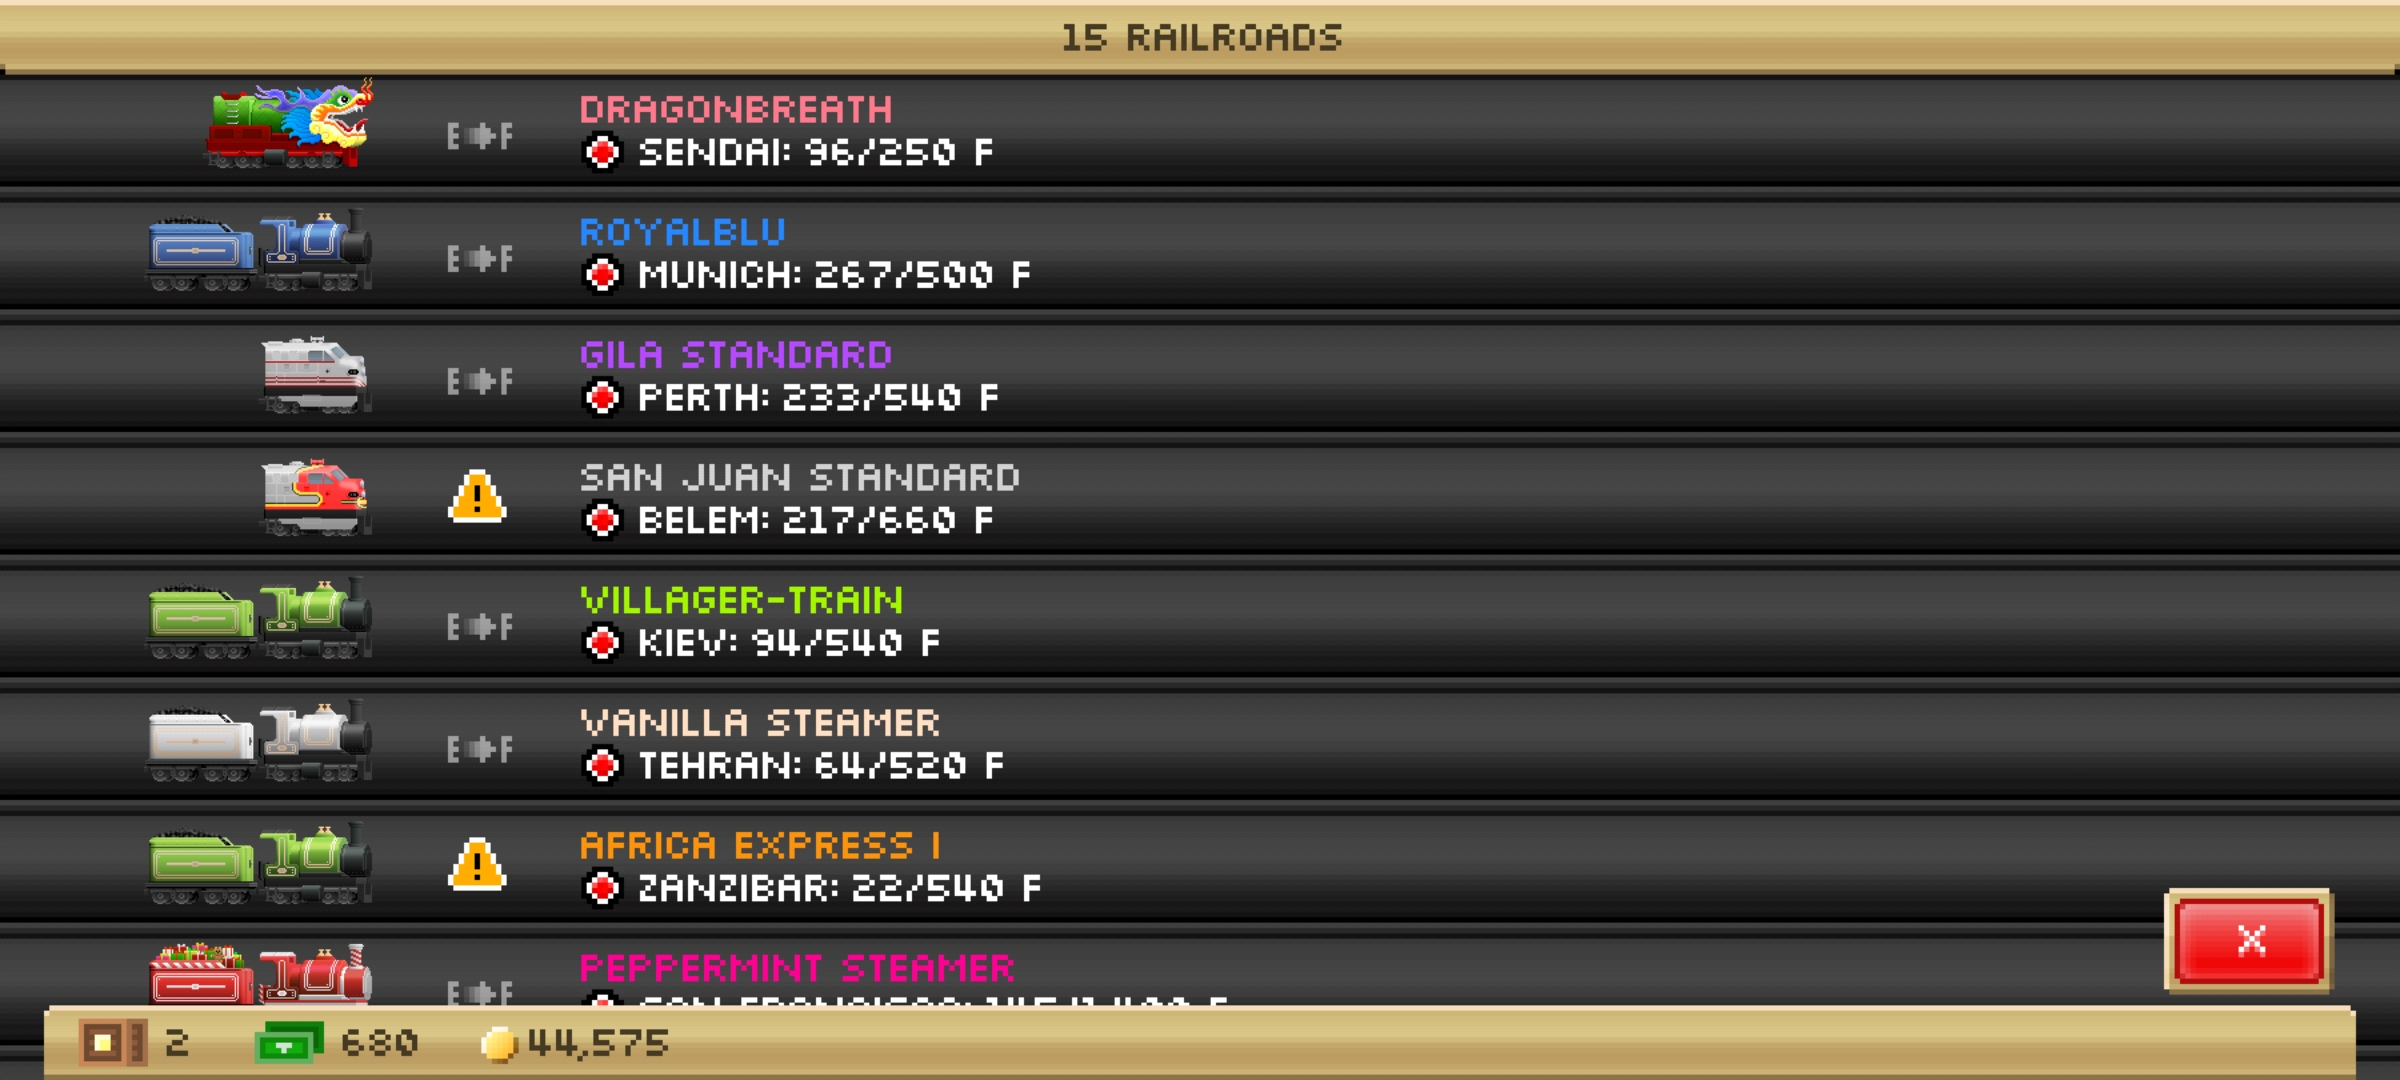 15 RAILROADS
E F
DRAGONBREATH
SENDAI: 96/250 F
E F
ROYALBLU
MUNICH: 267/500 F
E F
GILA STANDARD
PERTH: 233/540 F
SAN JUAN STANDARD
BELEM: 217/660 F
E F
VILLAGER-TRAIN
KIEV: 94/540 F
E F
VANILLA STEAMER
TEHRAN: 64/520 F
AFRICA EXPRESS I
ZANZIBAR: 22/540 F
E F
PEPPERMINT STEAMER
SAN FRANCISCO:
X
2
680
44,575